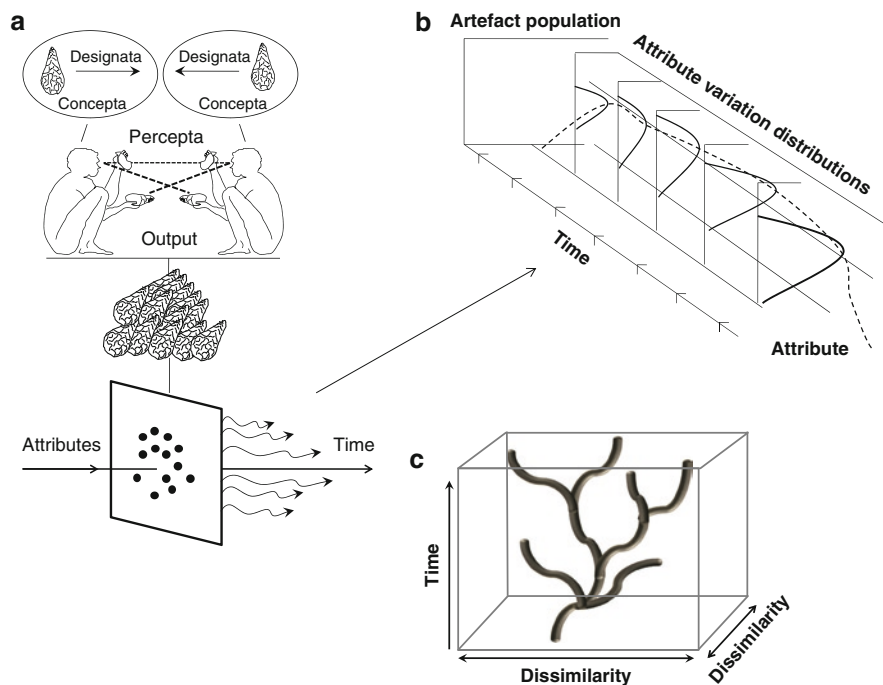 a
Designata
Designata
Concepta
Concepta
Percepta
Output
Attributes
Time
b
Artefact population
Attribute variation distributions
Time
Attribute
c
Time
Dissimilarity
Dissimilarity